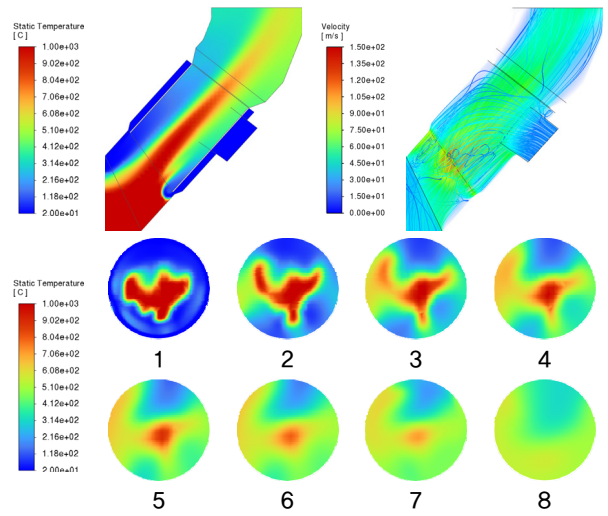 Static Temperature
[ C ]
1.00e+03
9.02e+02
8.04e+02
7.06e+02
6.08e+02
5.10e+02
4.12e+02
3.14e+02
2.16e+02
1.18e+02
2.00e+01
Velocity
[ m/s ]
1.50e+02
1.35e+02
1.20e+02
1.05e+02
9.00e+01
7.50e+01
6.00e+01
4.50e+01
3.00e+01
1.50e+01
0.00e+00
Static Temperature
[ C ]
1.00e+03
9.02e+02
8.04e+02
7.06e+02
6.08e+02
5.10e+02
4.12e+02
3.14e+02
2.16e+02
1.18e+02
2.00e+01
1 2 3 4
5 6 7 8